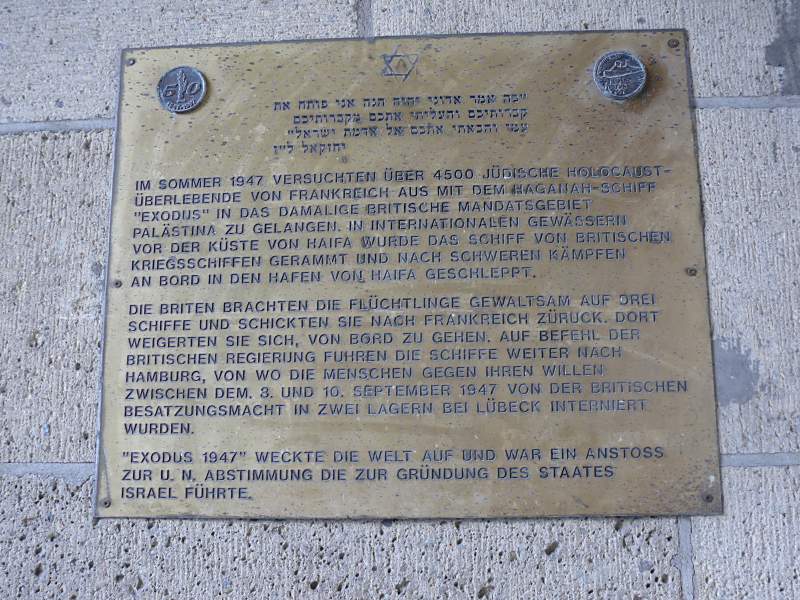 50
"כה אמר אדוני יהוה הנה אני פותח את
קברותיכם והעליתי אתכם מקברותיכם
עמי והבאתי אתכם אל אדמת ישראל"
יחזקאל ל"ז
IM SOMMER 1947 VERSUCHTEN ÜBER 4500 JÜDISCHE HOLOCAUST-
ÜBERLEBENDE VON FRANKREICH AUS MIT DEM HAGANAH-SCHIFF
"EXODUS" IN DAS DAMALIGE BRITISCHE MANDATSGEBIET
PALÄSTINA ZU GELANGEN. IN INTERNATIONALEN GEWÄSSERN
VOR DER KÜSTE VON HAIFA WURDE DAS SCHIFF VON BRITISCHEN
KRIEGSSCHIFFEN GERAMMT UND NACH SCHWEREN KÄMPFEN
AN BORD IN DEN HAFEN VON HAIFA GESCHLEPPT.
DIE BRITEN BRACHTEN DIE FLÜCHTLINGE GEWALTSAM AUF DREI
SCHIFFE UND SCHICKTEN SIE NACH FRANKREICH ZURÜCK. DORT
WEIGERTEN SIE SICH, VON BORD ZU GEHEN. AUF BEFEHL DER
BRITISCHEN REGIERUNG FUHREN DIE SCHIFFE WEITER NACH
HAMBURG, VON WO DIE MENSCHEN GEGEN IHREN WILLEN
ZWISCHEN DEM. 3. UND 10. SEPTEMBER 1947 VON DER BRITISCHEN
BESATZUNGSMACHT IN ZWEI LAGERN BEI LÜBECK INTERNIERT
WURDEN.
"EXODUS 1947" WECKTE DIE WELT AUF UND WAR EIN ANSTOSS
ZUR U. N. ABSTIMMUNG DIE ZUR GRÜNDUNG DES STAATES
ISRAEL FÜHRTE.